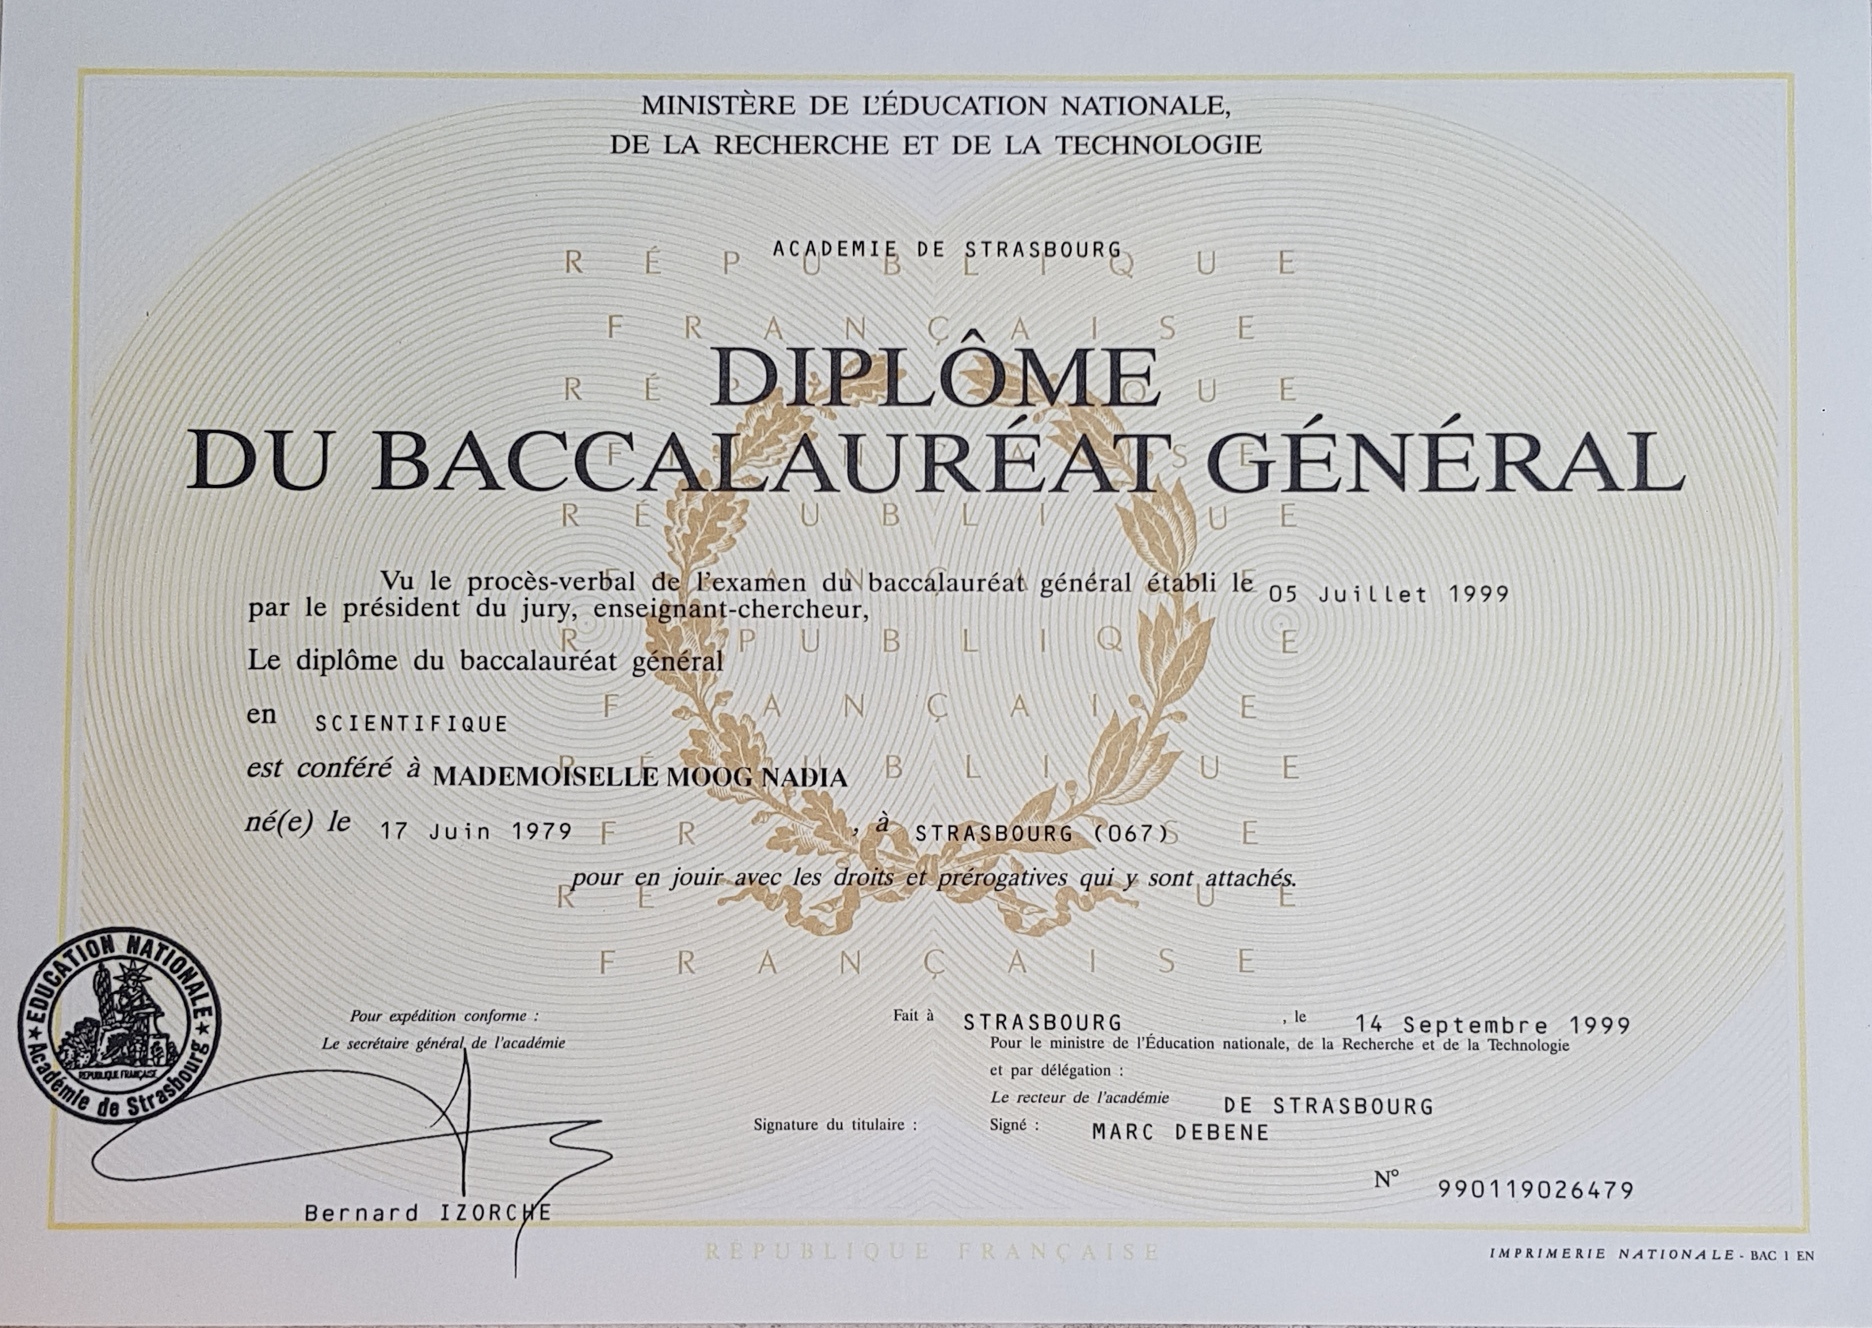 MINISTÈRE DE L'ÉDUCATION NATIONALE,
DE LA RECHERCHE ET DE LA TECHNOLOGIE
ACADEMIE DE STRASBOURG
RÉPUBLIQUE
FRANÇAISE
DIPLÔME
DU BACCALAURÉAT GÉNÉRAL
Vu le procès-verbal de l'examen du baccalauréat général établi le 05 Juillet 1999
par le président du jury, enseignant-chercheur,
Le diplôme du baccalauréat général
en SCIENTIFIQUE
est conféré à MADEMOISELLE MOOG NADIA
né(e) le 17 Juin 1979 , à STRASBOURG (067)
pour en jouir avec les droits et prérogatives qui y sont attachés.
FRANÇAISE
EDUCATION NATIONALE
RÉPUBLIQUE FRANÇAISE
Académie de Strasbourg
Pour expédition conforme :
Le secrétaire général de l'académie
Bernard IZORCHE
Fait à STRASBOURG , le 14 Septembre 1999
Pour le ministre de l'Éducation nationale, de la Recherche et de la Technologie
et par délégation :
Le recteur de l'académie DE STRASBOURG
Signature du titulaire : Signé : MARC DEBENE
N° 990119026479
RÉPUBLIQUE FRANÇAISE
IMPRIMERIE NATIONALE - BAC 1 EN